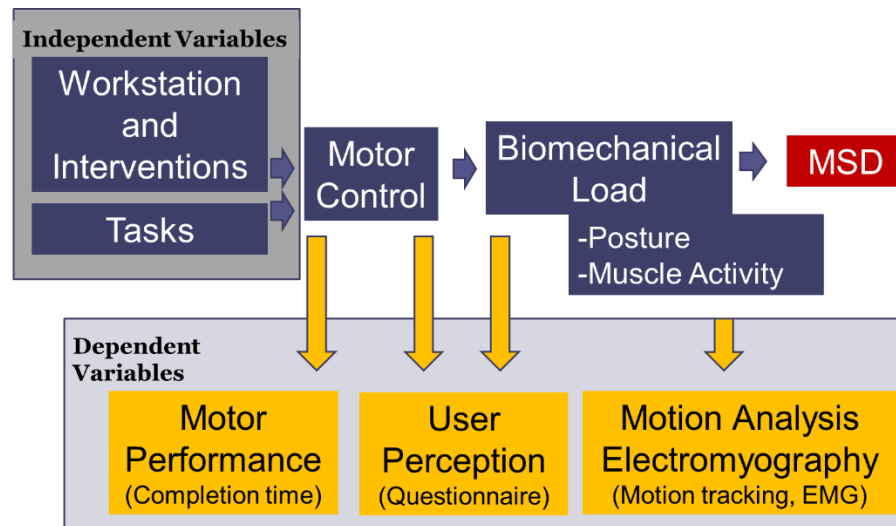 Independent Variables
Workstation
and
Interventions
Tasks
Motor
Control
Biomechanical
Load
-Posture
-Muscle Activity
MSD
Dependent
Variables
Motor
Performance
(Completion time)
User
Perception
(Questionnaire)
Motion Analysis
Electromyography
(Motion tracking, EMG)